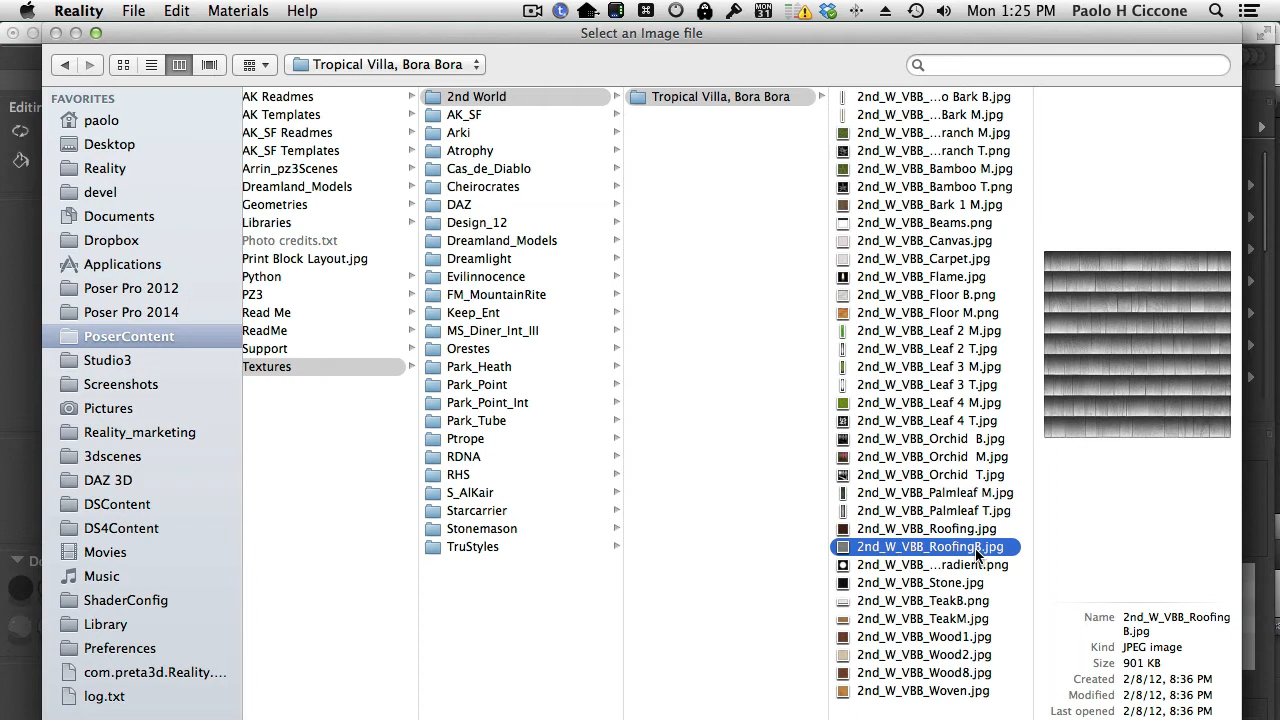 Reality File Edit Materials Help MON 31 Mon 1:25 PM Paolo H Ciccone
Select an Image file
Tropical Villa, Bora Bora
Editin
FAVORITES
paolo
Desktop
Reality
devel
Documents
Dropbox
Applications
Poser Pro 2012
Poser Pro 2014
PoserContent
Studio3
Screenshots
Pictures
Reality_marketing
3dscenes
DAZ 3D
DSContent
DS4Content
Movies
Music
ShaderConfig
Library
Preferences
com.preta3d.Reality....
log.txt
De
AK Readmes
AK Templates
AK_SF Readmes
AK_SF Templates
Arrin_pz3Scenes
Dreamland_Models
Geometries
Libraries
Photo credits.txt
Print Block Layout.jpg
Python
PZ3
Read Me
ReadMe
Support
Textures
2nd World
AK_SF
Arki
Atrophy
Cas_de_Diablo
Cheirocrates
DAZ
Design_12
Dreamland_Models
Dreamlight
Evilinnocence
FM_MountainRite
Keep_Ent
MS_Diner_Int_III
Orestes
Park_Heath
Park_Point
Park_Point_Int
Park_Tube
Ptrope
RDNA
RHS
S_AlKair
Starcarrier
Stonemason
TruStyles
Tropical Villa, Bora Bora
2nd_W_VBB_...o Bark B.jpg
2nd_W_VBB_...Bark M.jpg
2nd_W_VBB_...ranch M.jpg
2nd_W_VBB_...ranch T.png
2nd_W_VBB_Bamboo M.jpg
2nd_W_VBB_Bamboo T.png
2nd_W_VBB_Bark 1 M.jpg
2nd_W_VBB_Beams.png
2nd_W_VBB_Canvas.jpg
2nd_W_VBB_Carpet.jpg
2nd_W_VBB_Flame.jpg
2nd_W_VBB_Floor B.png
2nd_W_VBB_Floor M.png
2nd_W_VBB_Leaf 2 M.jpg
2nd_W_VBB_Leaf 2 T.jpg
2nd_W_VBB_Leaf 3 M.jpg
2nd_W_VBB_Leaf 3 T.jpg
2nd_W_VBB_Leaf 4 M.jpg
2nd_W_VBB_Leaf 4 T.jpg
2nd_W_VBB_Orchid B.jpg
2nd_W_VBB_Orchid M.jpg
2nd_W_VBB_Orchid T.jpg
2nd_W_VBB_Palmleaf M.jpg
2nd_W_VBB_Palmleaf T.jpg
2nd_W_VBB_Roofing.jpg
2nd_W_VBB_RoofingB.jpg
2nd_W_VBB_...radient.png
2nd_W_VBB_Stone.jpg
2nd_W_VBB_TeakB.png
2nd_W_VBB_TeakM.jpg
2nd_W_VBB_Wood1.jpg
2nd_W_VBB_Wood2.jpg
2nd_W_VBB_Wood8.jpg
2nd_W_VBB_Woven.jpg
Name 2nd_W_VBB_Roofing
B.jpg
Kind JPEG image
Size 901 KB
Created 2/8/12, 8:36 PM
Modified 2/8/12, 8:36 PM
Last opened 2/8/12, 8:36 PM